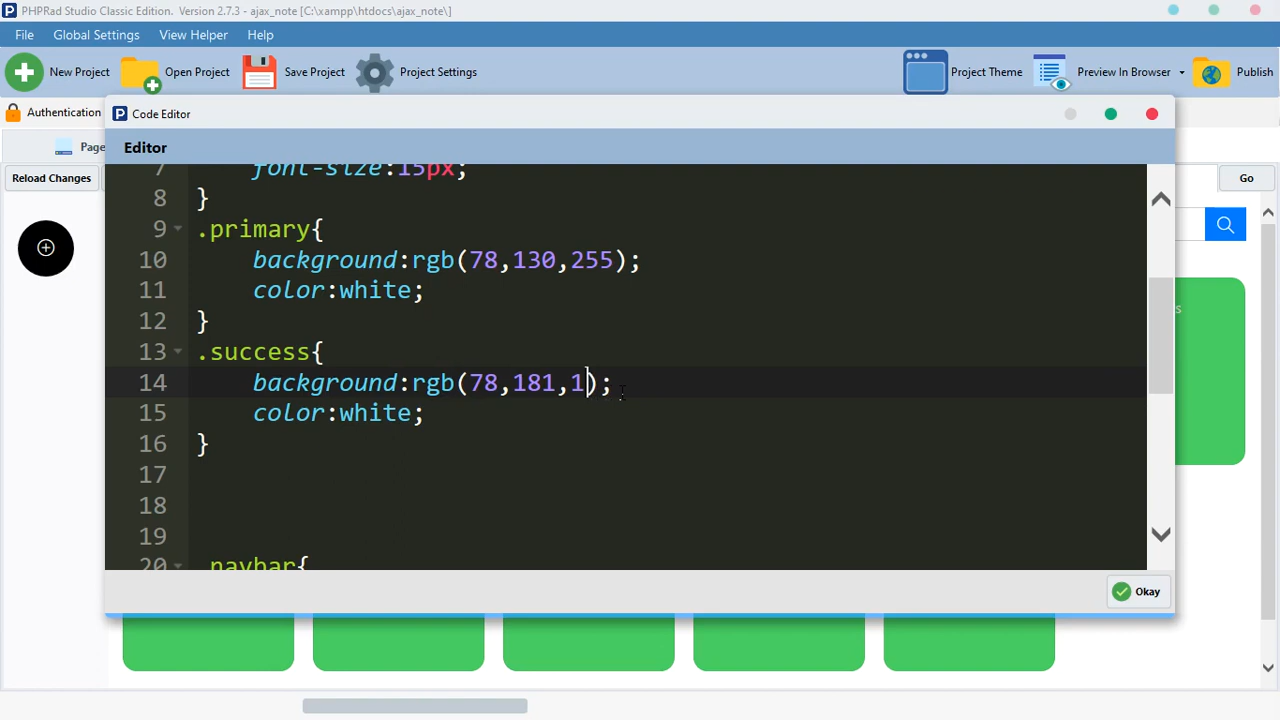 PHPRad Studio Classic Edition. Version 2.7.3 - ajax_note [C:\xampp\htdocs\ajax_note\]
File Global Settings View Helper Help
New Project Open Project Save Project Project Settings Project Theme Preview In Browser Publish
Authentication
Code Editor
Page
Editor
Reload Changes
Go
7 font-size:15px;
8 }
9 .primary{
10 background:rgb(78,130,255);
11 color:white;
12 }
13 .success{
14 background:rgb(78,181,1);
15 color:white;
16 }
17
18
19
20 .navbar{
Okay